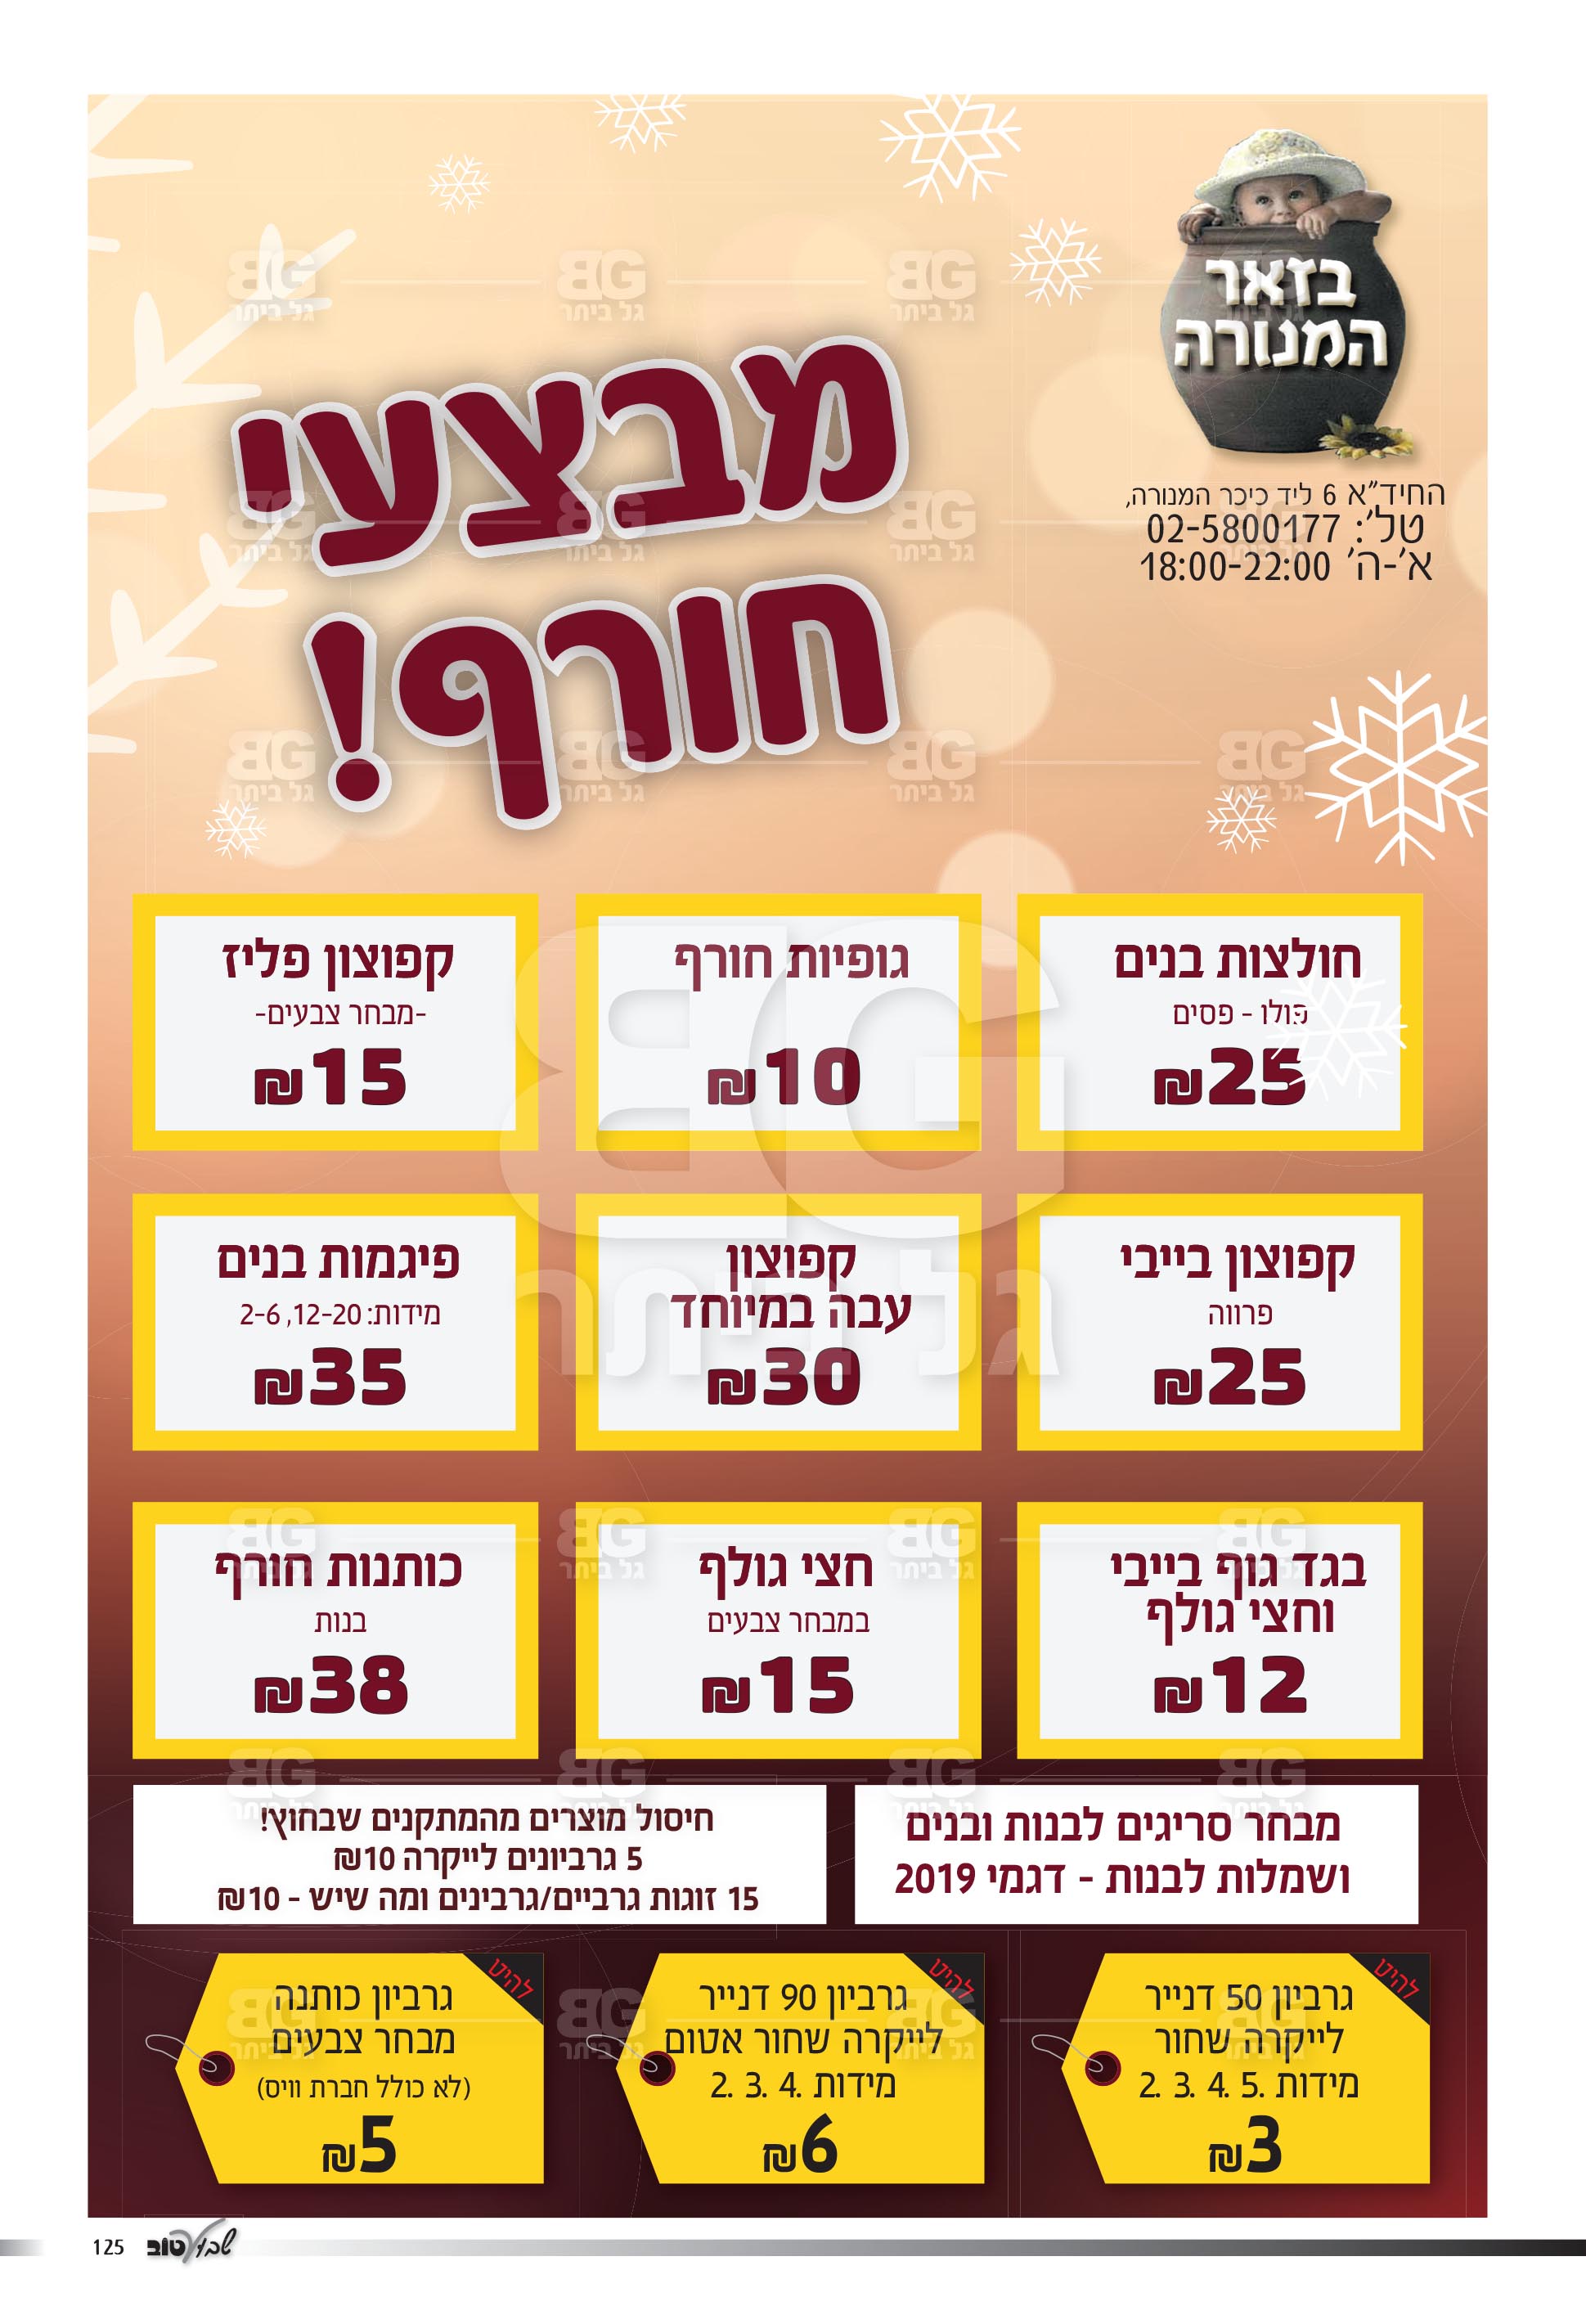 בזאר
המנורה
החיד"א 6 ליד כיכר המנורה,
טל': 02-5800177
א'-ה' 18:00-22:00
מבצעי
חורף!
חולצות בנים
פולו - פסים
25₪
גופיות חורף
10₪
קפוצון פליז
-מבחר צבעים-
15₪
קפוצון בייבי
פרווה
25₪
קפוצון
עבה במיוחד
30₪
פיגמות בנים
מידות: 12-20, 2-6
35₪
בגד גוף בייבי
וחצי גולף
12₪
חצי גולף
במבחר צבעים
15₪
כותנות חורף
בנות
38₪
מבחר סריגים לבנות ובנים
ושמלות לבנות - דגמי 2019
חיסול מוצרים מהמתקנים שבחוץ!
5 גרביונים לייקרה 10₪
15 זוגות גרביים/גרבינים ומה שיש - 10₪
להיט
גרביון 50 דנייר
לייקרה שחור
מידות .5 .4 .3 .2
3₪
להיט
גרביון 90 דנייר
לייקרה שחור אטום
מידות .4 .3 .2
6₪
להיט
גרביון כותנה
מבחר צבעים
(לא כולל חברת וויס)
5₪
BG
גל ביתר
שבוע טוב
125